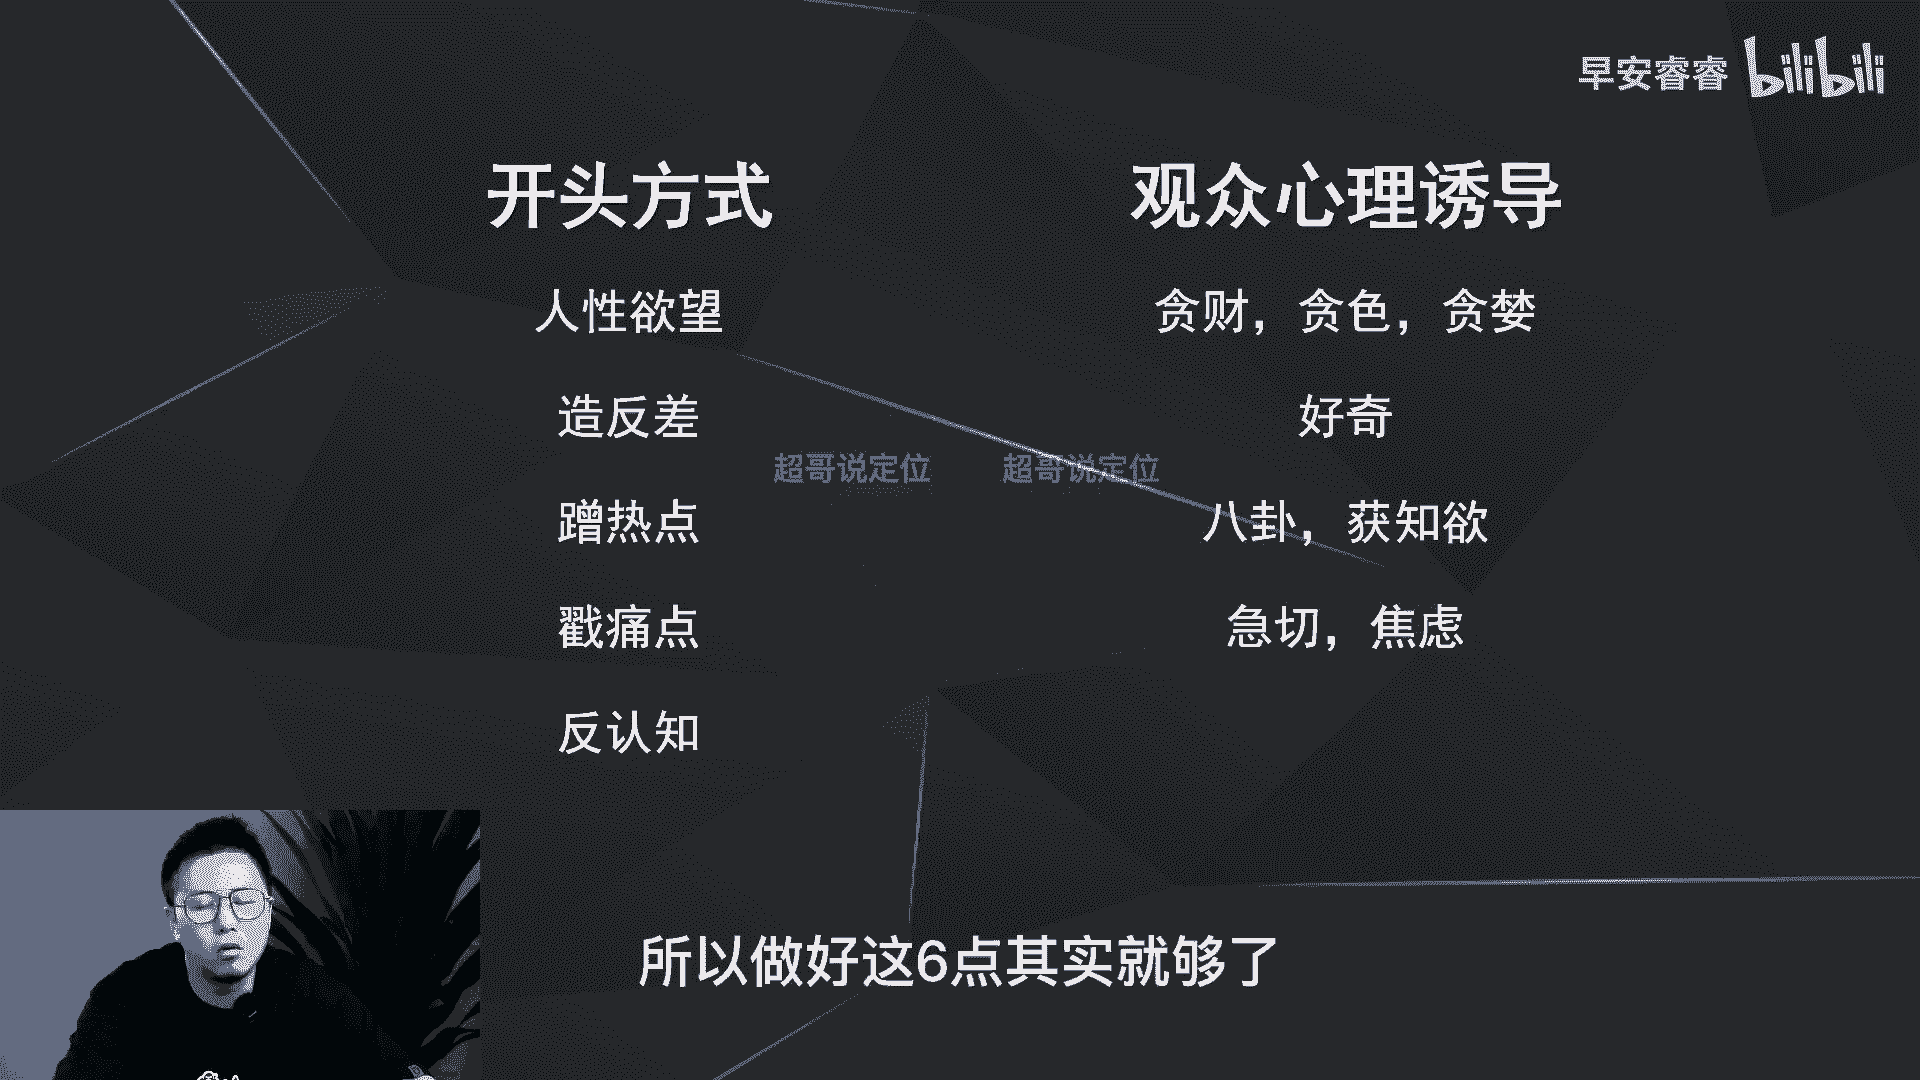 早安睿睿 bilibili
开头方式 观众心理诱导
人性欲望 贪财，贪色，贪婪
造反差 好奇
超哥说定位 超哥说定位
蹭热点 八卦，获知欲
戳痛点 急切，焦虑
反认知
所以做好这6点其实就够了